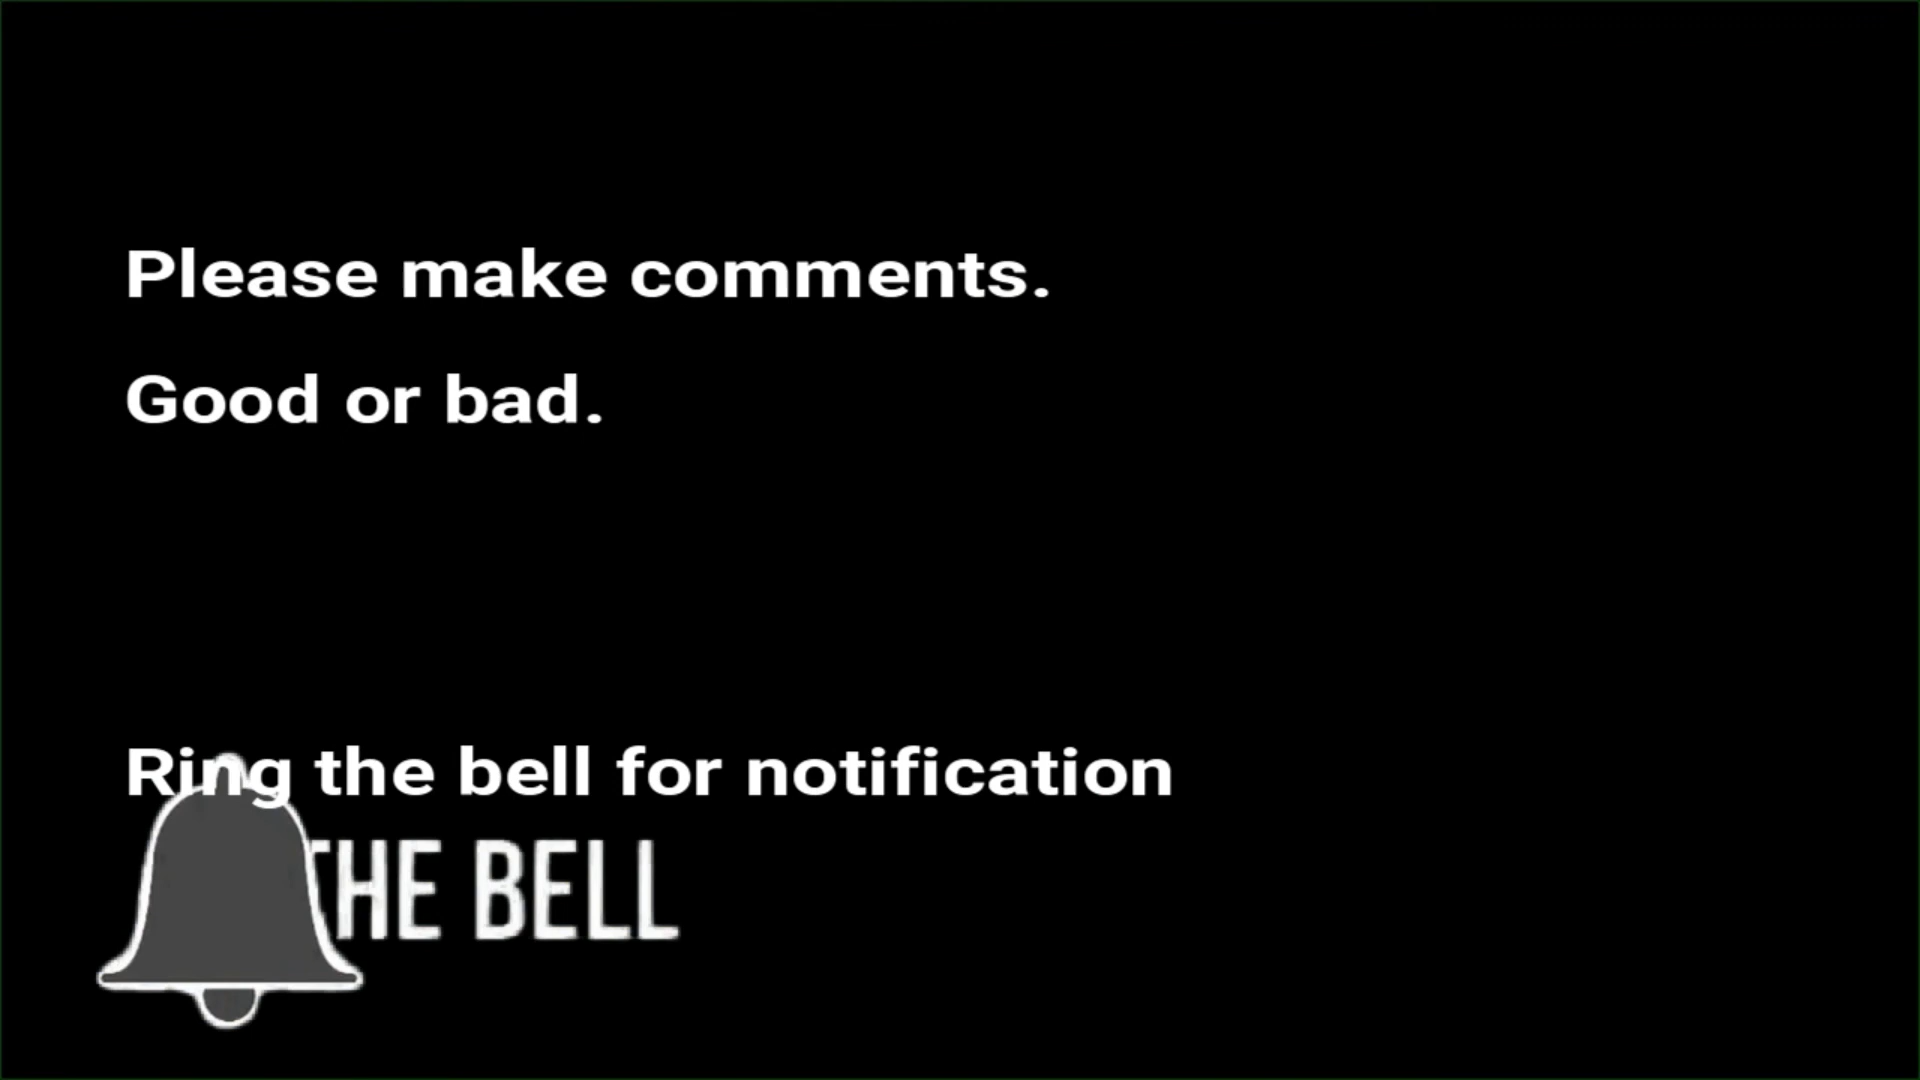 Please make comments.
Good or bad.
Ring the bell for notification
THE BELL